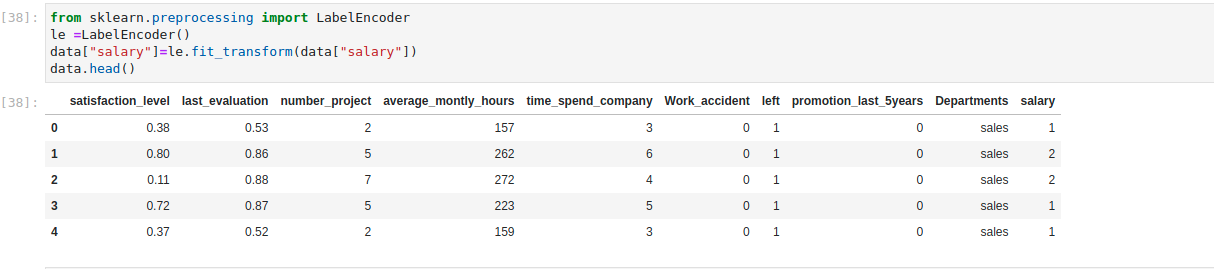 [38]: from sklearn.preprocessing import LabelEncoder
le =LabelEncoder()
data["salary"]=le.fit_transform(data["salary"])
data.head()
[38]: satisfaction_level last_evaluation number_project average_montly_hours time_spend_company Work_accident left promotion_last_5years Departments salary
0 0.38 0.53 2 157 3 0 1 0 sales 1
1 0.80 0.86 5 262 6 0 1 0 sales 2
2 0.11 0.88 7 272 4 0 1 0 sales 2
3 0.72 0.87 5 223 5 0 1 0 sales 1
4 0.37 0.52 2 159 3 0 1 0 sales 1